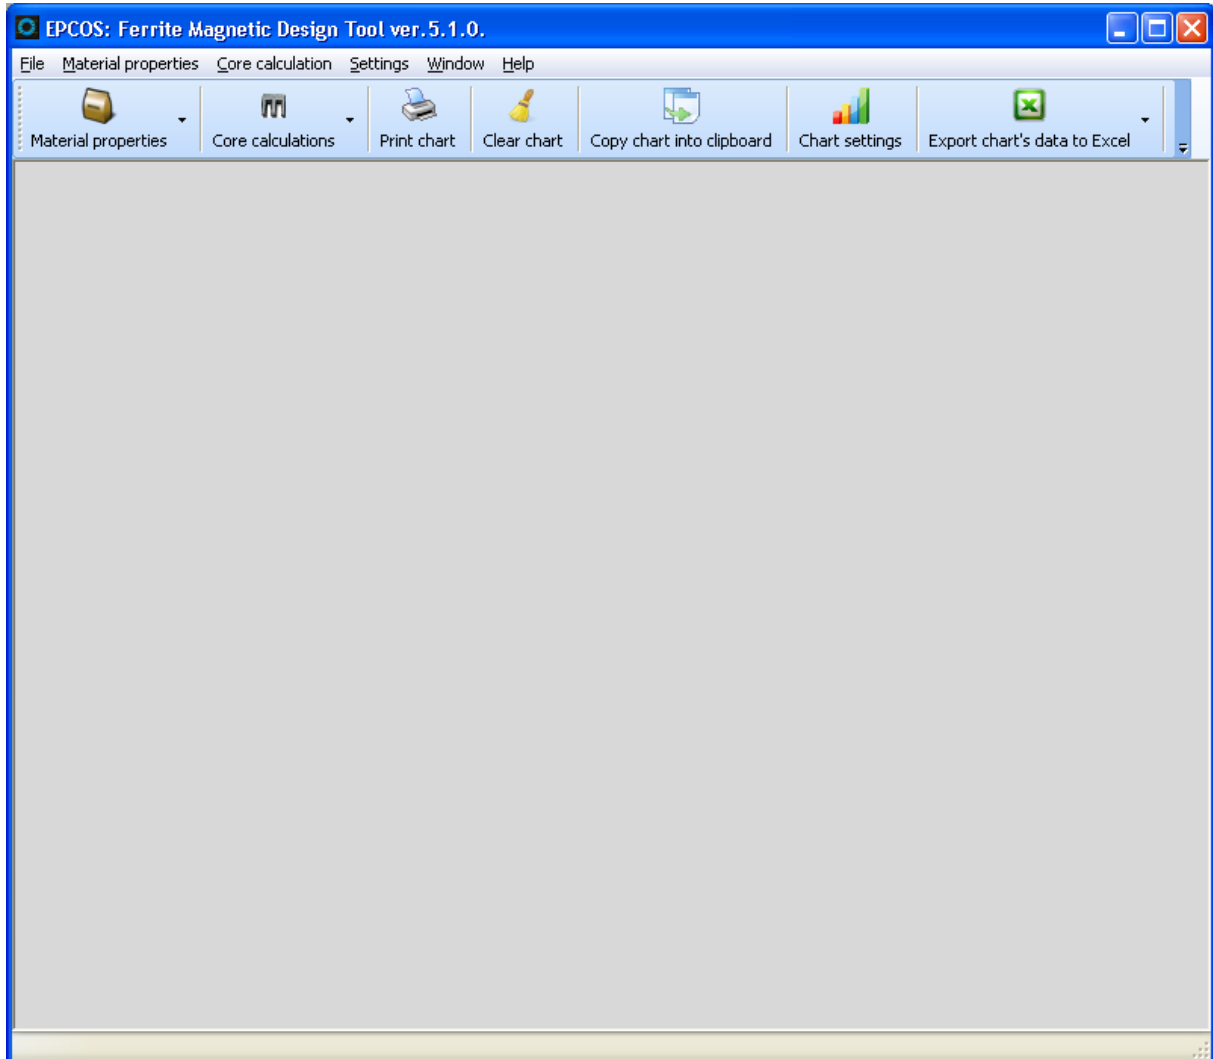 EPCOS: Ferrite Magnetic Design Tool ver.5.1.0.
File Material properties Core calculation Settings Window Help
Material properties Core calculations Print chart Clear chart Copy chart into clipboard Chart settings Export chart's data to Excel